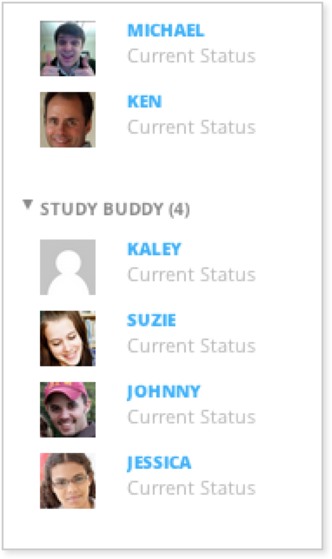 MICHAEL
Current Status
KEN
Current Status
STUDY BUDDY (4)
KALEY
Current Status
SUZIE
Current Status
JOHNNY
Current Status
JESSICA
Current Status